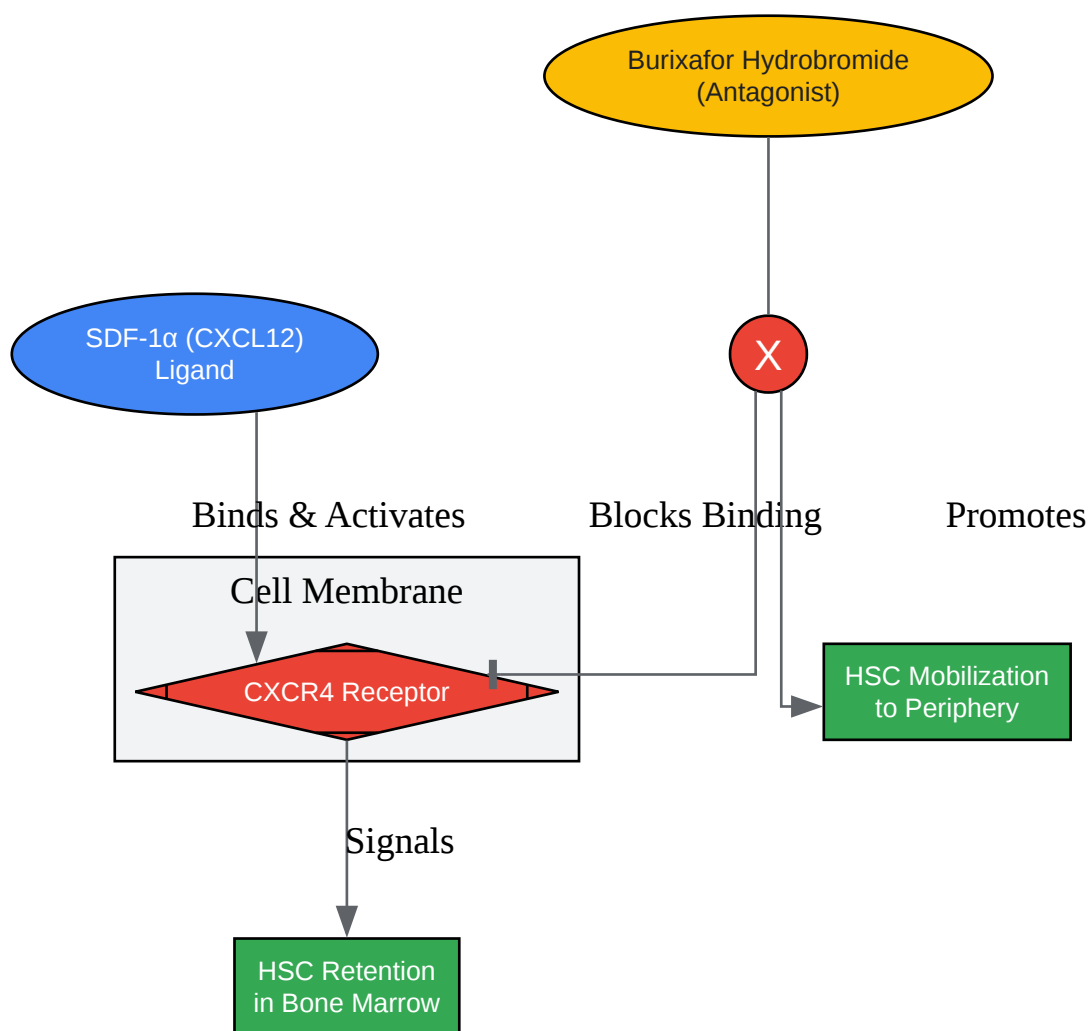 Burixafor Hydrobromide
(Antagonist)
SDF-1α (CXCL12)
Ligand
X
Binds & Activates
Blocks Binding
Promotes
Cell Membrane
CXCR4 Receptor
HSC Mobilization
to Periphery
Signals
HSC Retention
in Bone Marrow